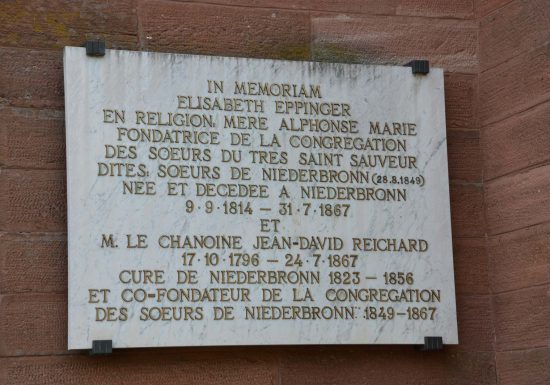 IN MEMORIAM
ELISABETH EPPINGER
EN RELIGION: MERE ALPHONSE MARIE
FONDATRICE DE LA CONGREGATION
DES SOEURS DU TRES SAINT SAUVEUR
DITES: SOEURS DE NIEDERBRONN (28.8.1849)
NEE ET DECEDEE A NIEDERBRONN
9·9·1814 — 31·7·1867
ET
M. LE CHANOINE JEAN-DAVID REICHARD
17·10·1796 — 24·7·1867
CURE DE NIEDERBRONN 1823 — 1856
ET CO-FONDATEUR DE LA CONGREGATION
DES SOEURS DE NIEDERBRONN: 1849-1867